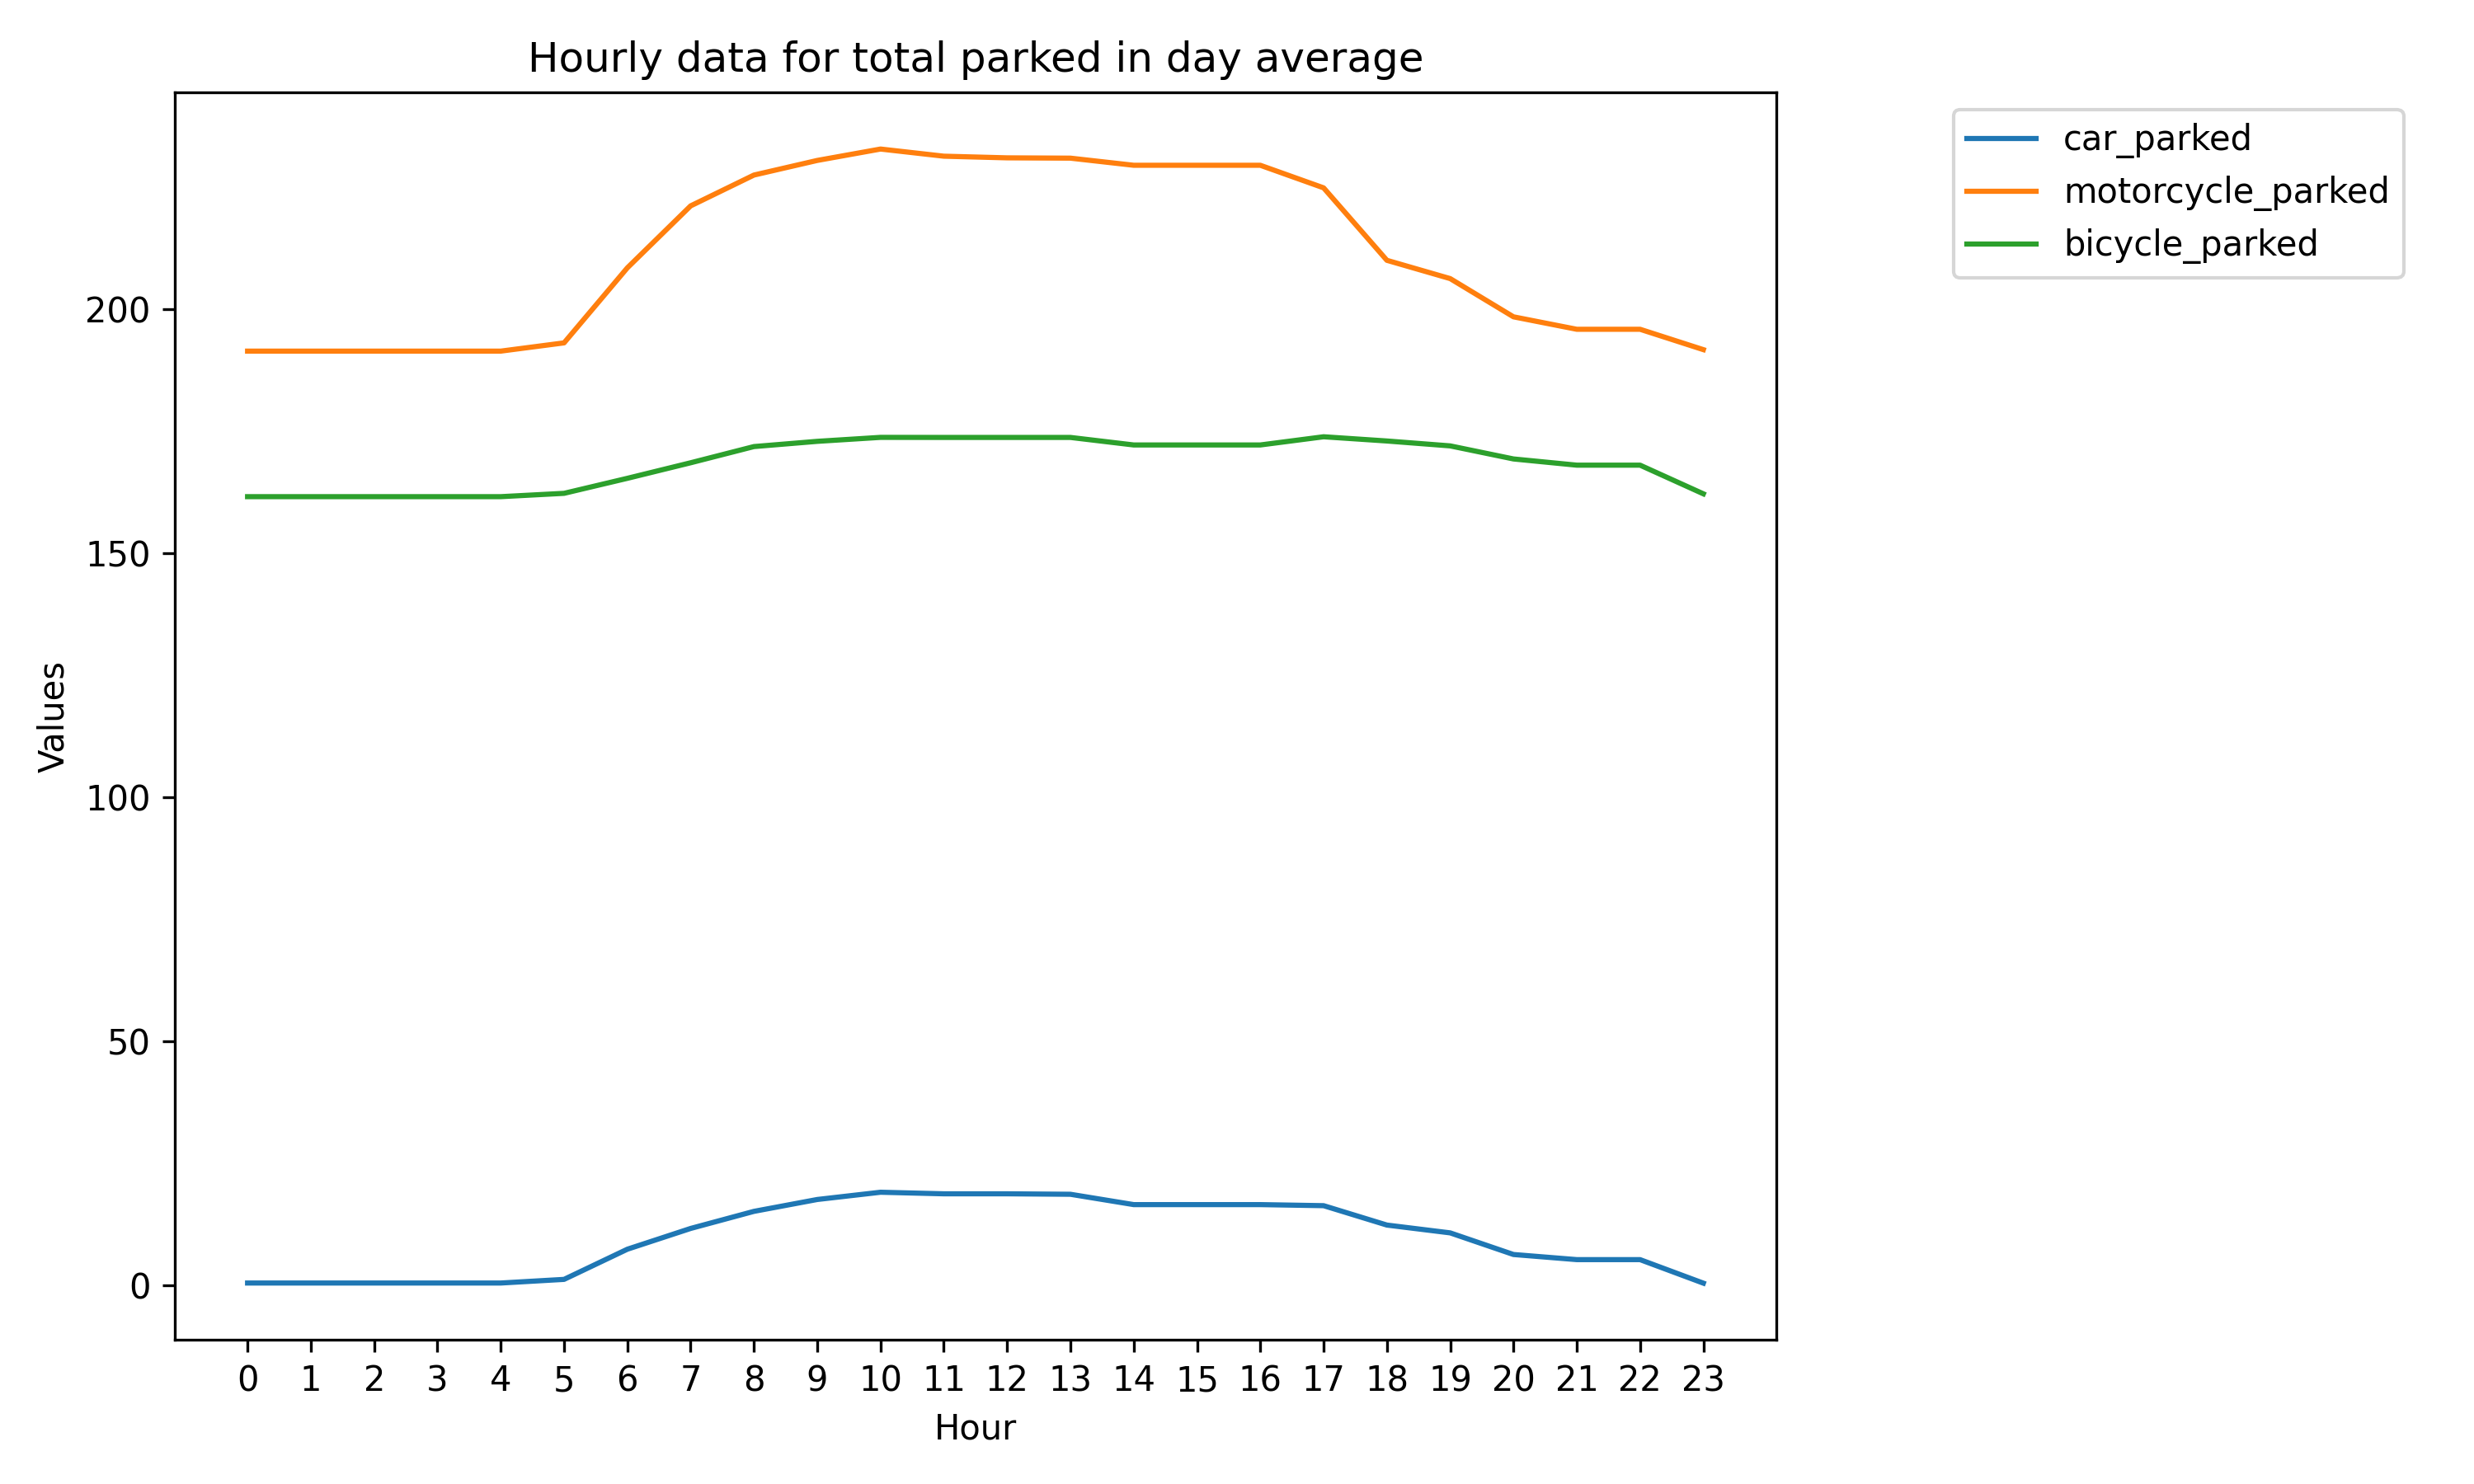 Hourly data for total parked in day average
car_parked
motorcycle_parked
bicycle_parked
200
150
100
50
0
Values
0 1 2 3 4 5 6 7 8 9 10 11 12 13 14 15 16 17 18 19 20 21 22 23
Hour